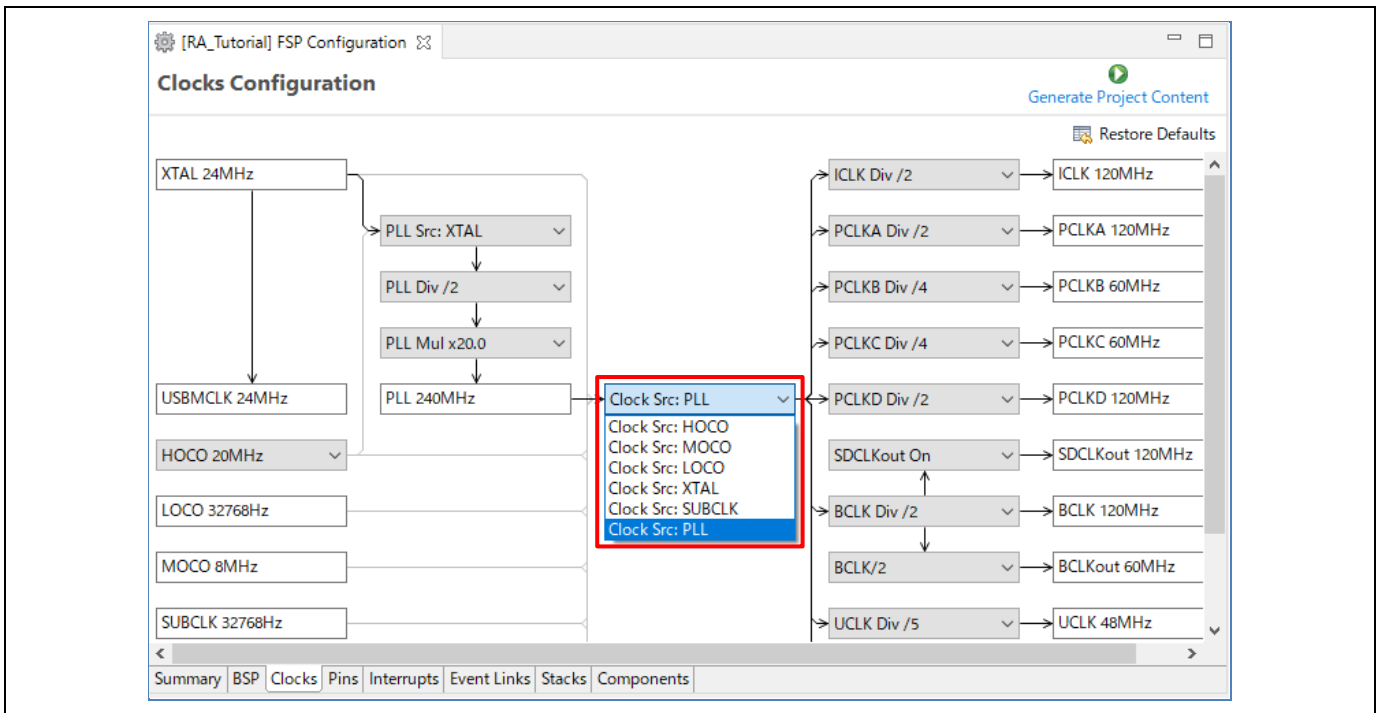 [RA_Tutorial] FSP Configuration
Clocks Configuration
Generate Project Content
Restore Defaults
XTAL 24MHz
ICLK Div /2
ICLK 120MHz
PLL Src: XTAL
PCLKA Div /2
PCLKA 120MHz
PLL Div /2
PCLKB Div /4
PCLKB 60MHz
PLL Mul x20.0
PCLKC Div /4
PCLKC 60MHz
USBMCLK 24MHz
PLL 240MHz
Clock Src: PLL
PCLKD Div /2
PCLKD 120MHz
Clock Src: HOCO
Clock Src: MOCO
Clock Src: LOCO
Clock Src: XTAL
Clock Src: SUBCLK
Clock Src: PLL
HOCO 20MHz
SDCLKout On
SDCLKout 120MHz
LOCO 32768Hz
BCLK Div /2
BCLK 120MHz
MOCO 8MHz
BCLK/2
BCLKout 60MHz
SUBCLK 32768Hz
UCLK Div /5
UCLK 48MHz
Summary BSP Clocks Pins Interrupts Event Links Stacks Components